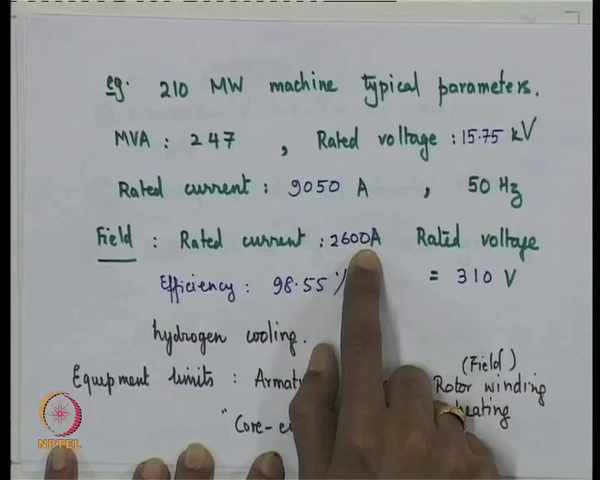 eg. 210 MW machine typical parameters.
MVA : 247 , Rated voltage : 15.75 kV
Rated current : 9050 A , 50 Hz
Field : Rated current : 2600A Rated voltage
Efficiency : 98.55 % = 310 V
hydrogen cooling.
(Field)
Equipment limits : Rotor winding
heating
NPTEL